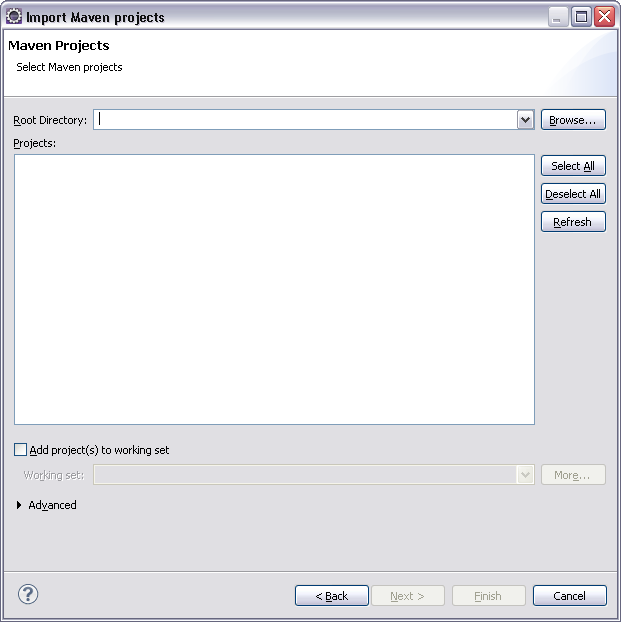 Import Maven projects
Maven Projects
Select Maven projects
Root Directory: Browse...
Projects:
Select All
Deselect All
Refresh
Add project(s) to working set
Working set: More...
Advanced
? < Back Next > Finish Cancel